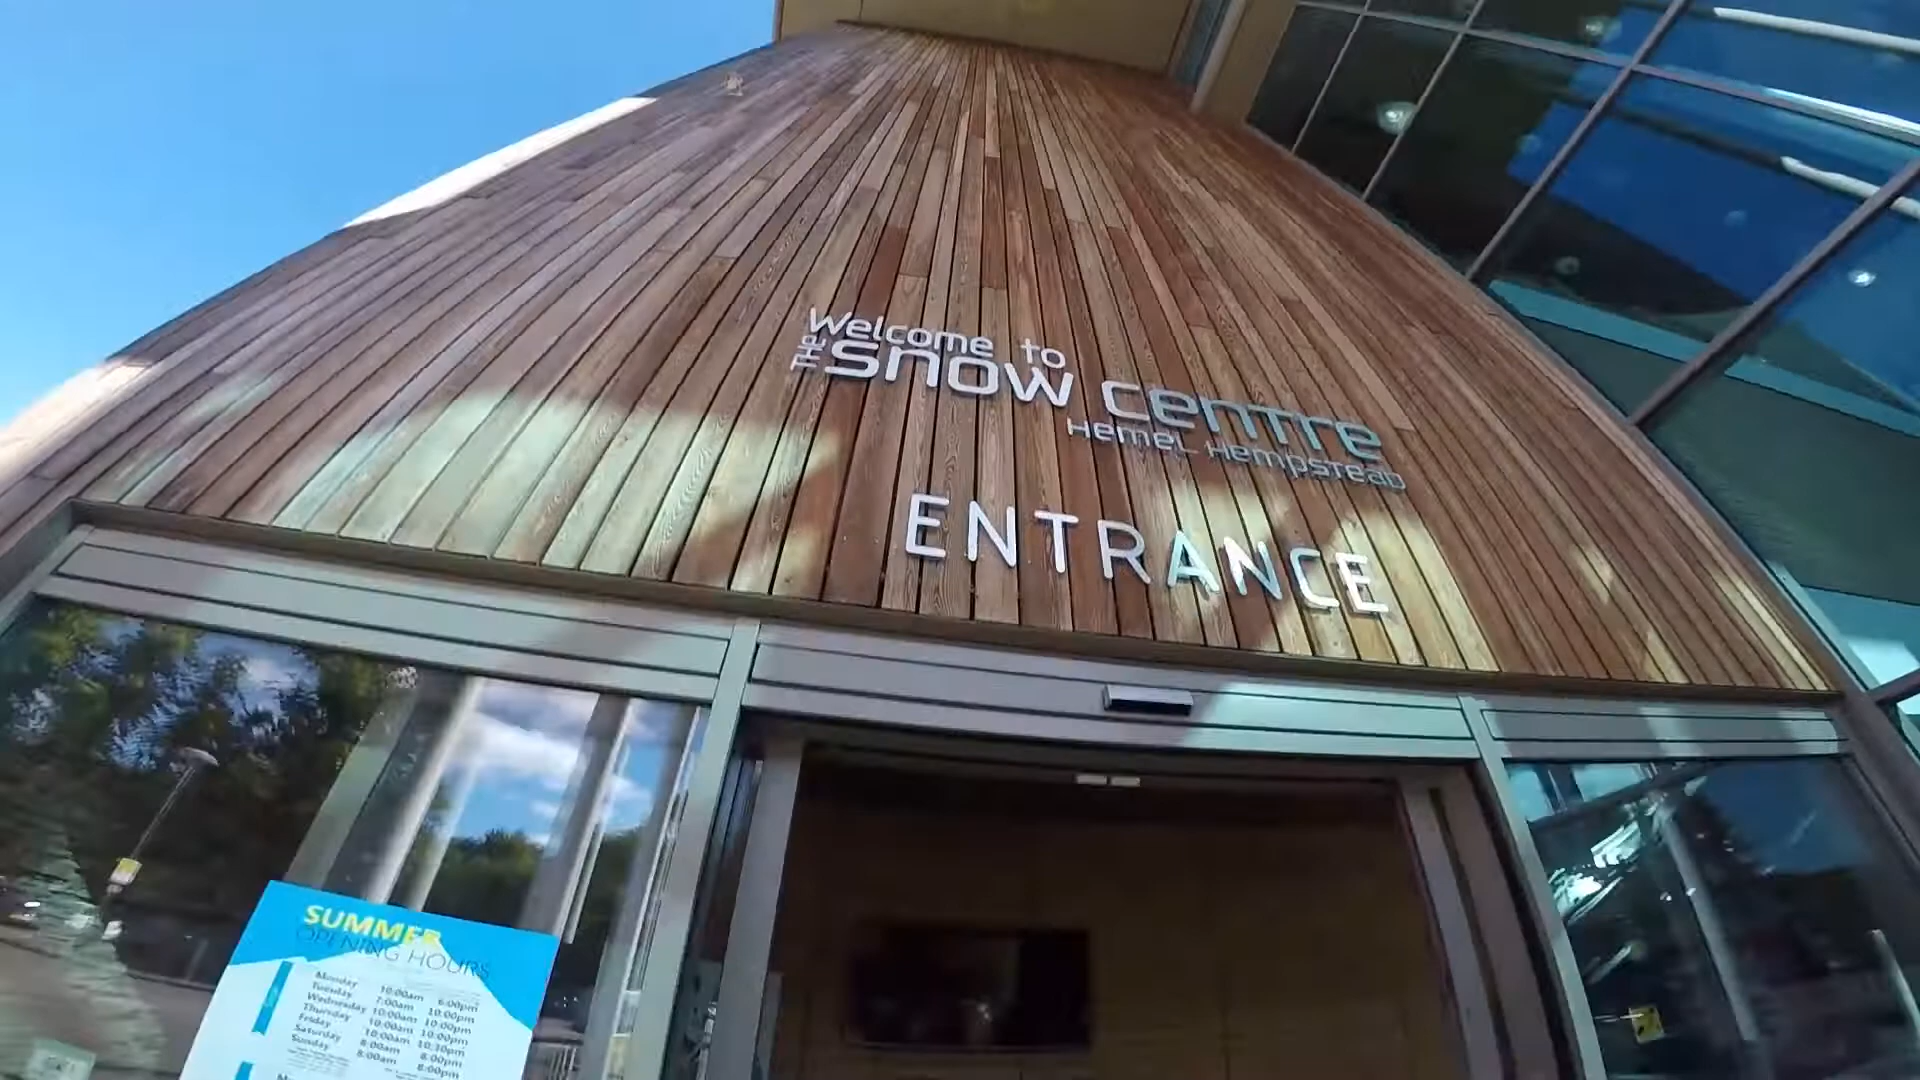 Welcome to
THE snow centre
Hemel Hempstead
ENTRANCE
SUMMER
OPENING HOURS
Monday 10:00am 6:00pm
Tuesday 7:00am 10:00pm
Wednesday 10:00am 10:00pm
Thursday 10:00am 10:00pm
Friday 10:00am 10:30pm
Saturday 8:00am 8:00pm
Sunday 8:00am 8:00pm